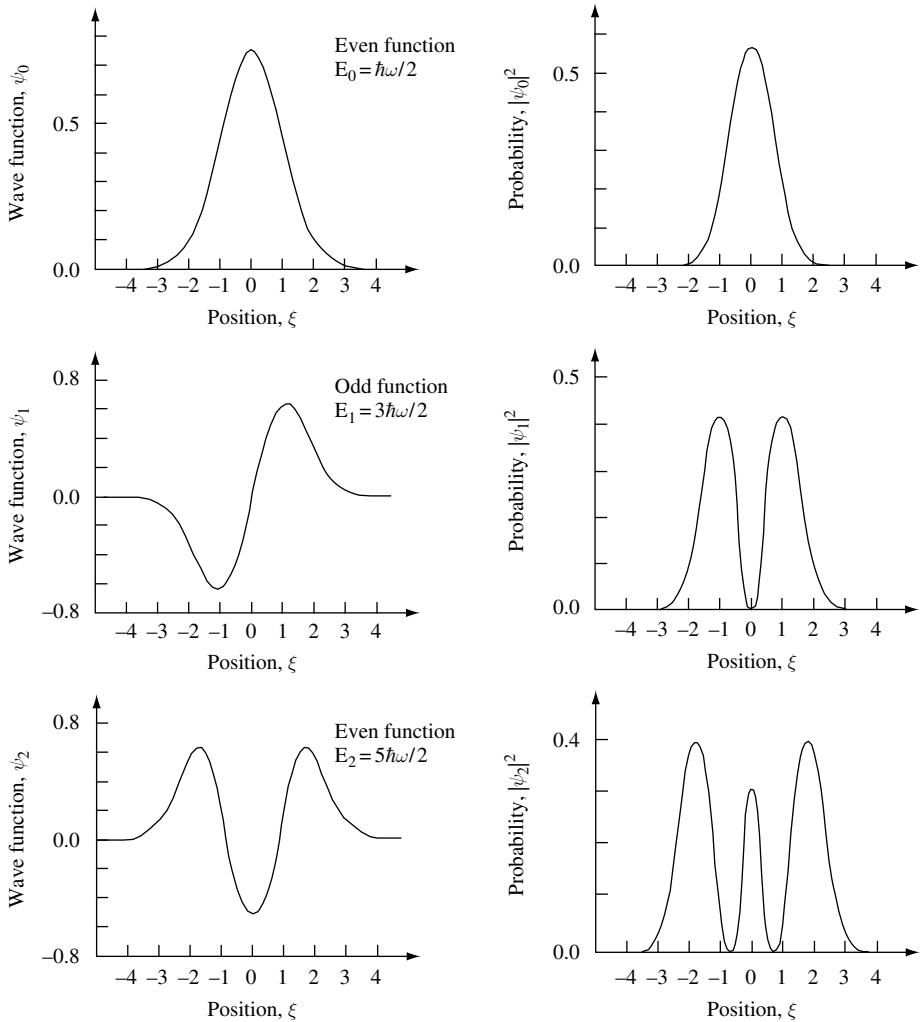 Wave function, ψ0
0.5
0.0
Even function
E0 = ħω/2
–4 –3 –2 –1 0 1 2 3 4
Position, ξ
Probability, |ψ0|²
0.5
0.0
–4 –3 –2 –1 0 1 2 3 4
Position, ξ
Wave function, ψ1
0.8
0.0
–0.8
Odd function
E1 = 3ħω/2
–4 –3 –2 –1 0 1 2 3 4
Position, ξ
Probability, |ψ1|²
0.5
0.0
–4 –3 –2 –1 0 1 2 3 4
Position, ξ
Wave function, ψ2
0.8
0.0
–0.8
Even function
E2 = 5ħω/2
–4 –3 –2 –1 0 1 2 3 4
Position, ξ
Probability, |ψ2|²
0.4
0.0
–4 –3 –2 –1 0 1 2 3 4
Position, ξ